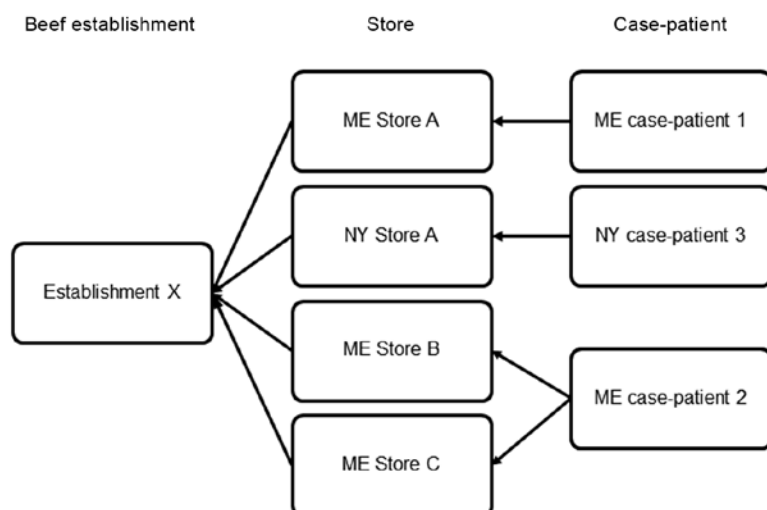 Beef establishment
Store
Case-patient
ME Store A
ME case-patient 1
NY Store A
NY case-patient 3
Establishment X
ME Store B
ME case-patient 2
ME Store C